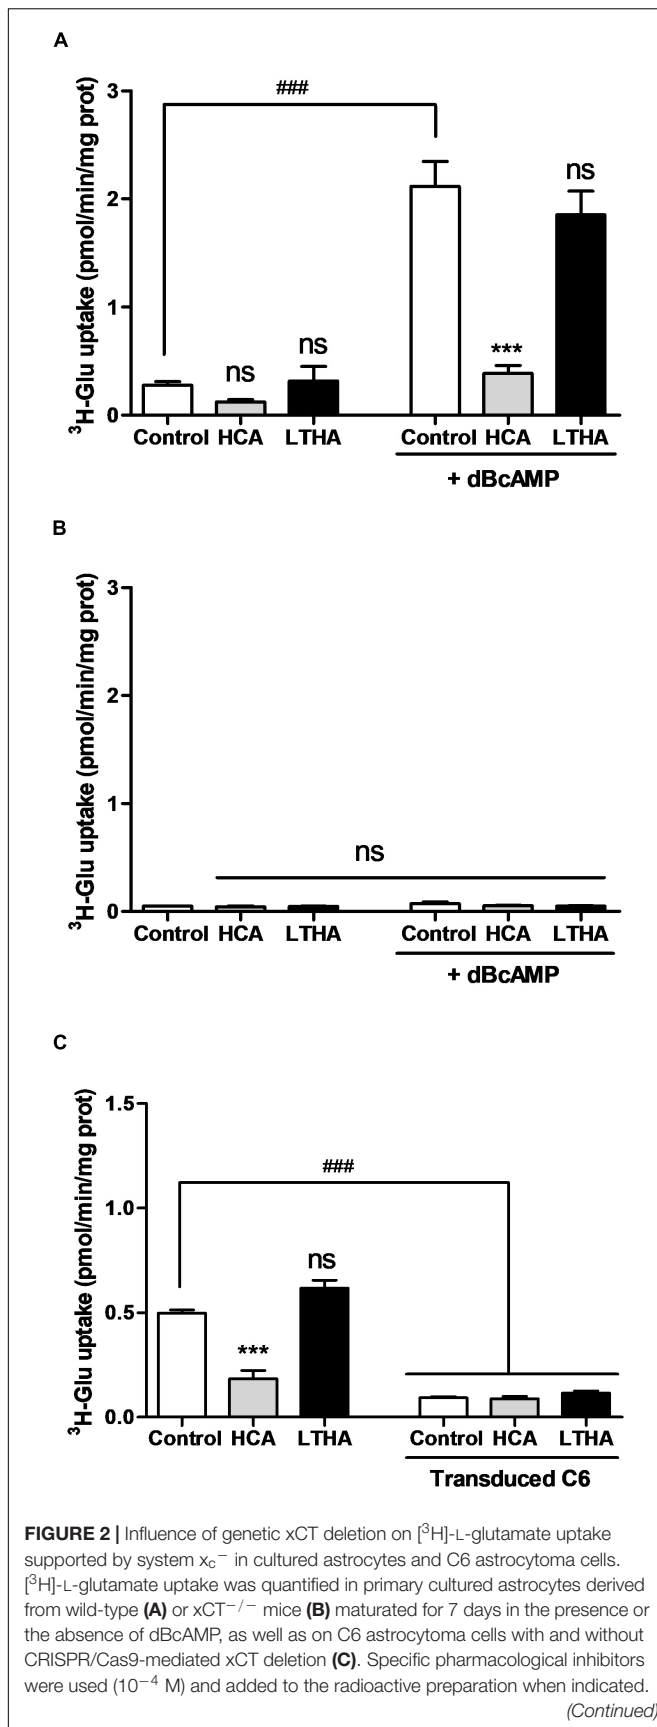 A
³H-Glu uptake (pmol/min/mg prot)
3
2
1
0
###
ns
ns
***
ns
Control HCA LTHA Control HCA LTHA
+ dBcAMP
B
³H-Glu uptake (pmol/min/mg prot)
3
2
1
0
ns
Control HCA LTHA Control HCA LTHA
+ dBcAMP
C
³H-Glu uptake (pmol/min/mg prot)
1.5
1.0
0.5
0.0
###
***
ns
Control HCA LTHA Control HCA LTHA
Transduced C6
FIGURE 2 | Influence of genetic xCT deletion on [³H]-L-glutamate uptake
supported by system xc⁻ in cultured astrocytes and C6 astrocytoma cells.
[³H]-L-glutamate uptake was quantified in primary cultured astrocytes derived
from wild-type (A) or xCT⁻/⁻ mice (B) maturated for 7 days in the presence or
the absence of dBcAMP, as well as on C6 astrocytoma cells with and without
CRISPR/Cas9-mediated xCT deletion (C). Specific pharmacological inhibitors
were used (10⁻⁴ M) and added to the radioactive preparation when indicated.
(Continued)